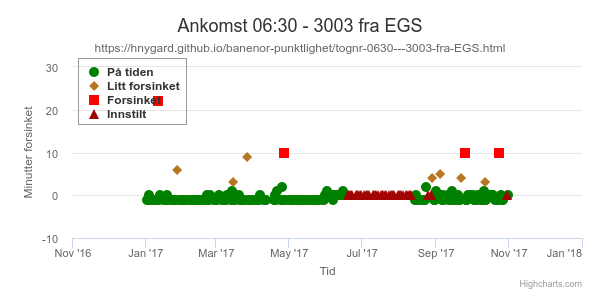 Ankomst 06:30 - 3003 fra EGS
https://hnygard.github.io/banenor-punktlighet/tognr-0630---3003-fra-EGS.html
På tiden
Litt forsinket
Forsinket
Innstilt
Minutter forsinket
30
20
10
0
-10
Nov '16
Jan '17
Mar '17
May '17
Jul '17
Sep '17
Nov '17
Jan '18
Tid
Highcharts.com